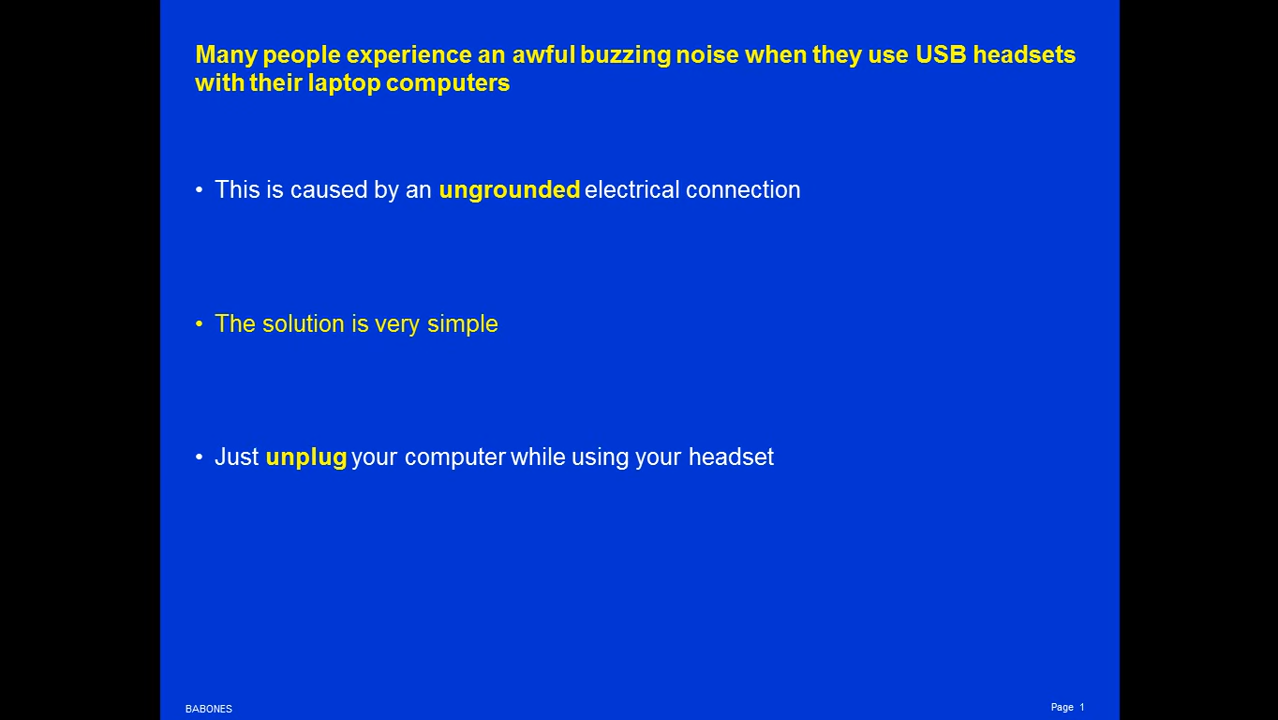 Many people experience an awful buzzing noise when they use USB headsets
with their laptop computers
• This is caused by an ungrounded electrical connection
• The solution is very simple
• Just unplug your computer while using your headset
BABONES
Page 1